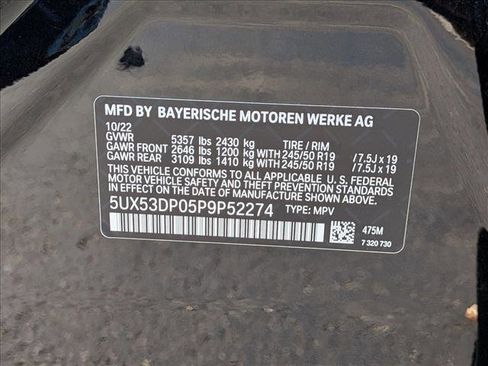 MFD BY BAYERISCHE MOTOREN WERKE AG
10/22
GVWR 5357 lbs 2430 kg TIRE / RIM
GAWR FRONT 2646 lbs 1200 kg 245/50 R19 /7.5J x 19
GAWR REAR 3109 lbs 1410 kg 245/50 R19 /7.5J x 19
THIS VEHICLE CONFORMS TO ALL APPLICABLE U. S. FEDERAL
MOTOR VEHICLE SAFETY AND THEFT PREVENTION STANDARDS
IN EFFECT ON THE DATE OF MANUFACTURE SHOWN ABOVE.
5UX53DP05P9P52274 TYPE: MPV
475M
7 320 730